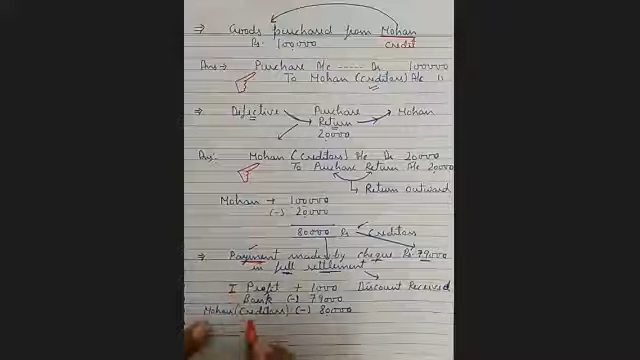 ⇒ Goods purchased from Mohan
Rs. 100000 credit
Ans ⇒ Purchase A/c ----- Dr 100000
To Mohan (creditors) A/c 11
⇒ Defective Purchase Return → Mohan
20000
Ans: Mohan (creditors) A/c Dr 20000
To Purchase Return A/c 20000
↳ Return outward
Mohan → 100000
(-) 20000
80000 Rs Creditors
⇒ Payment made by cheque Rs 79000
in full settlement
I Profit + 1000 Discount Received
Bank (-) 79000
Mohan (creditors) (-) 80000